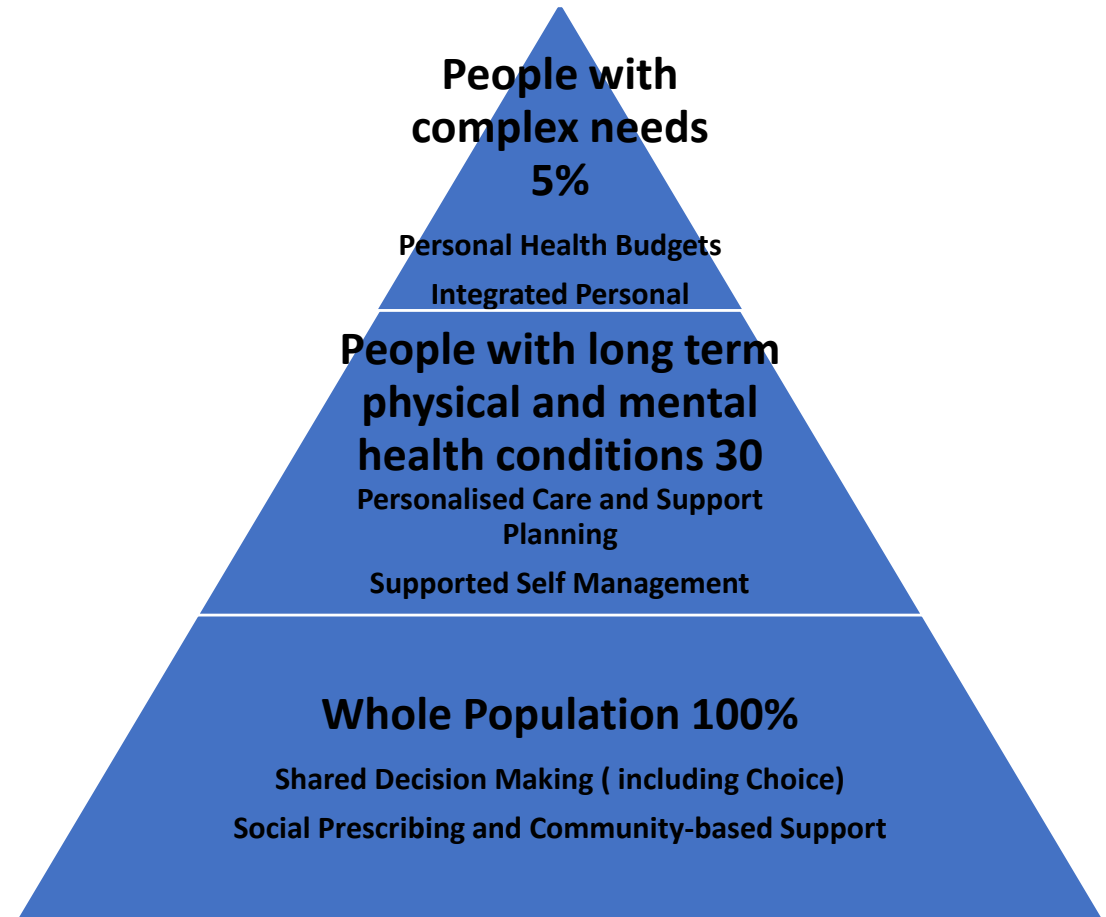 People with
complex needs
5%
Personal Health Budgets
Integrated Personal
People with long term
physical and mental
health conditions 30
Personalised Care and Support
Planning
Supported Self Management
Whole Population 100%
Shared Decision Making ( including Choice)
Social Prescribing and Community-based Support